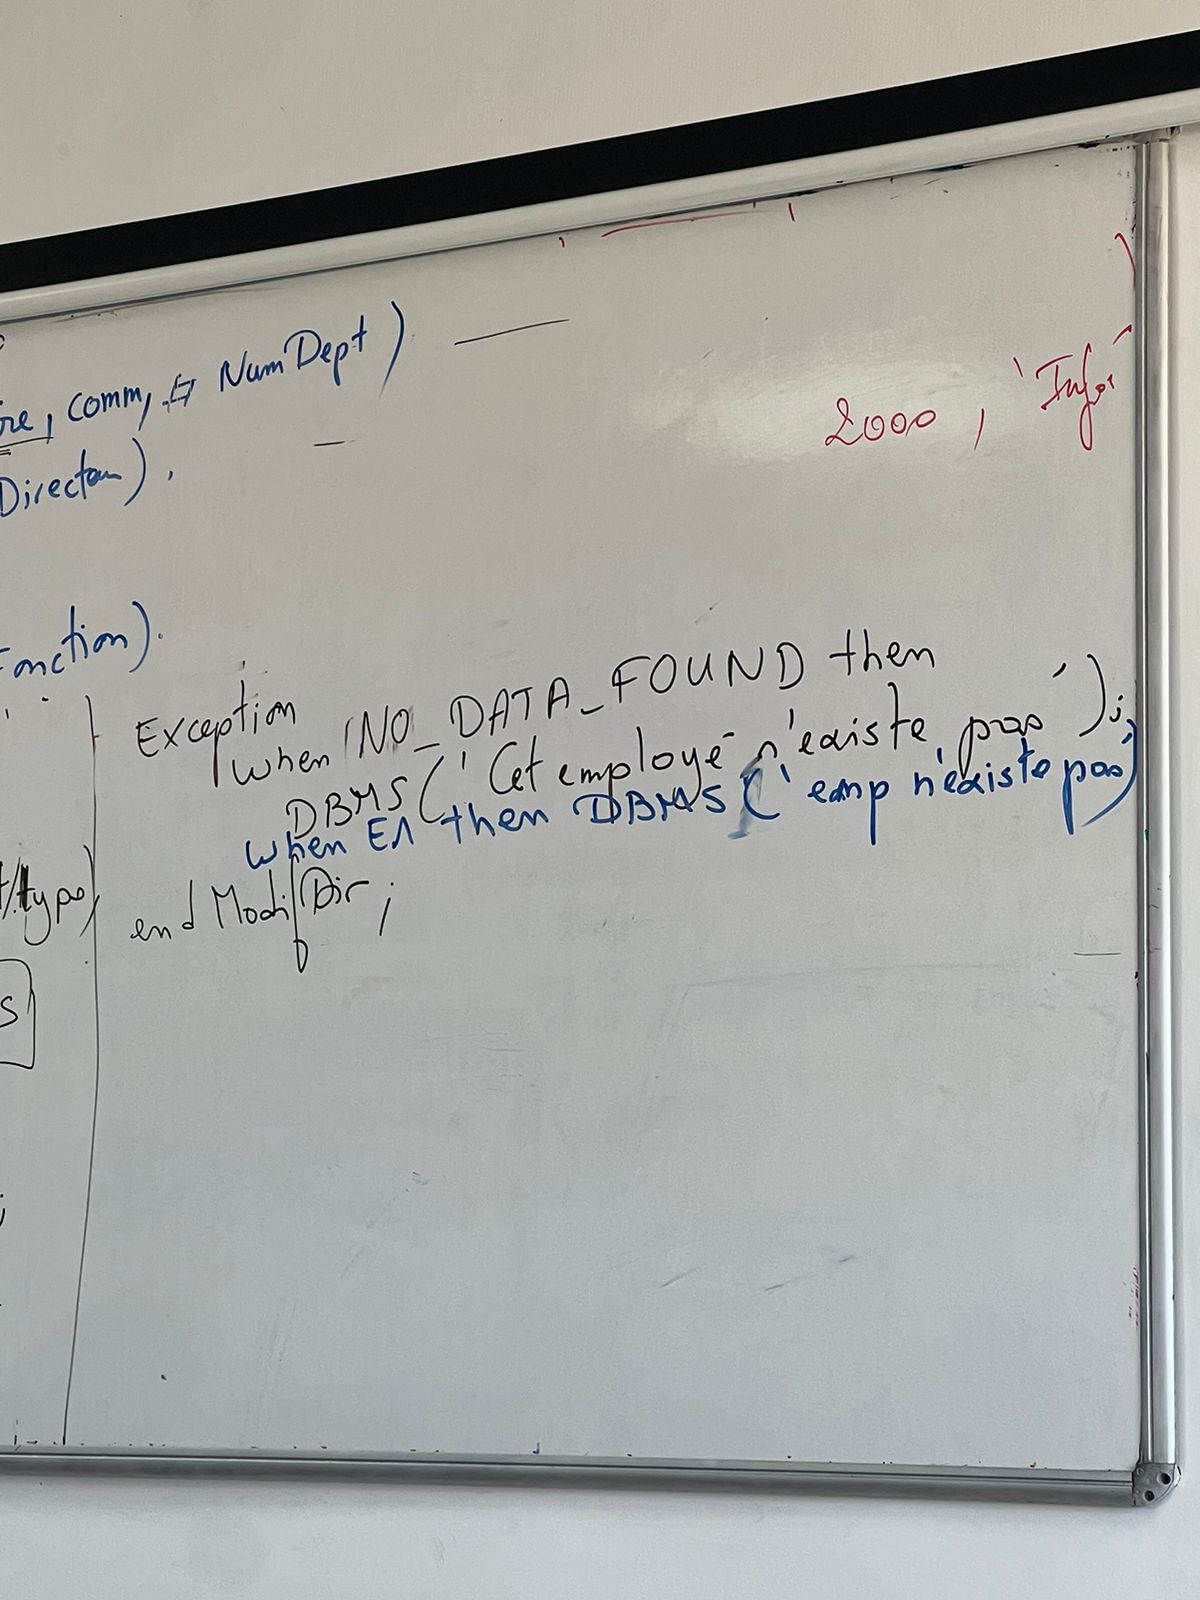 re, comm, # NumDept)
2000, 'Info'
Directeu).
Fonction).
Exception
when NO_DATA_FOUND then
DBMS('Cet employé n'existe pas');
when E1 then DBMS('emp n'existe pas')
%type)
end ModifDir;
S
;